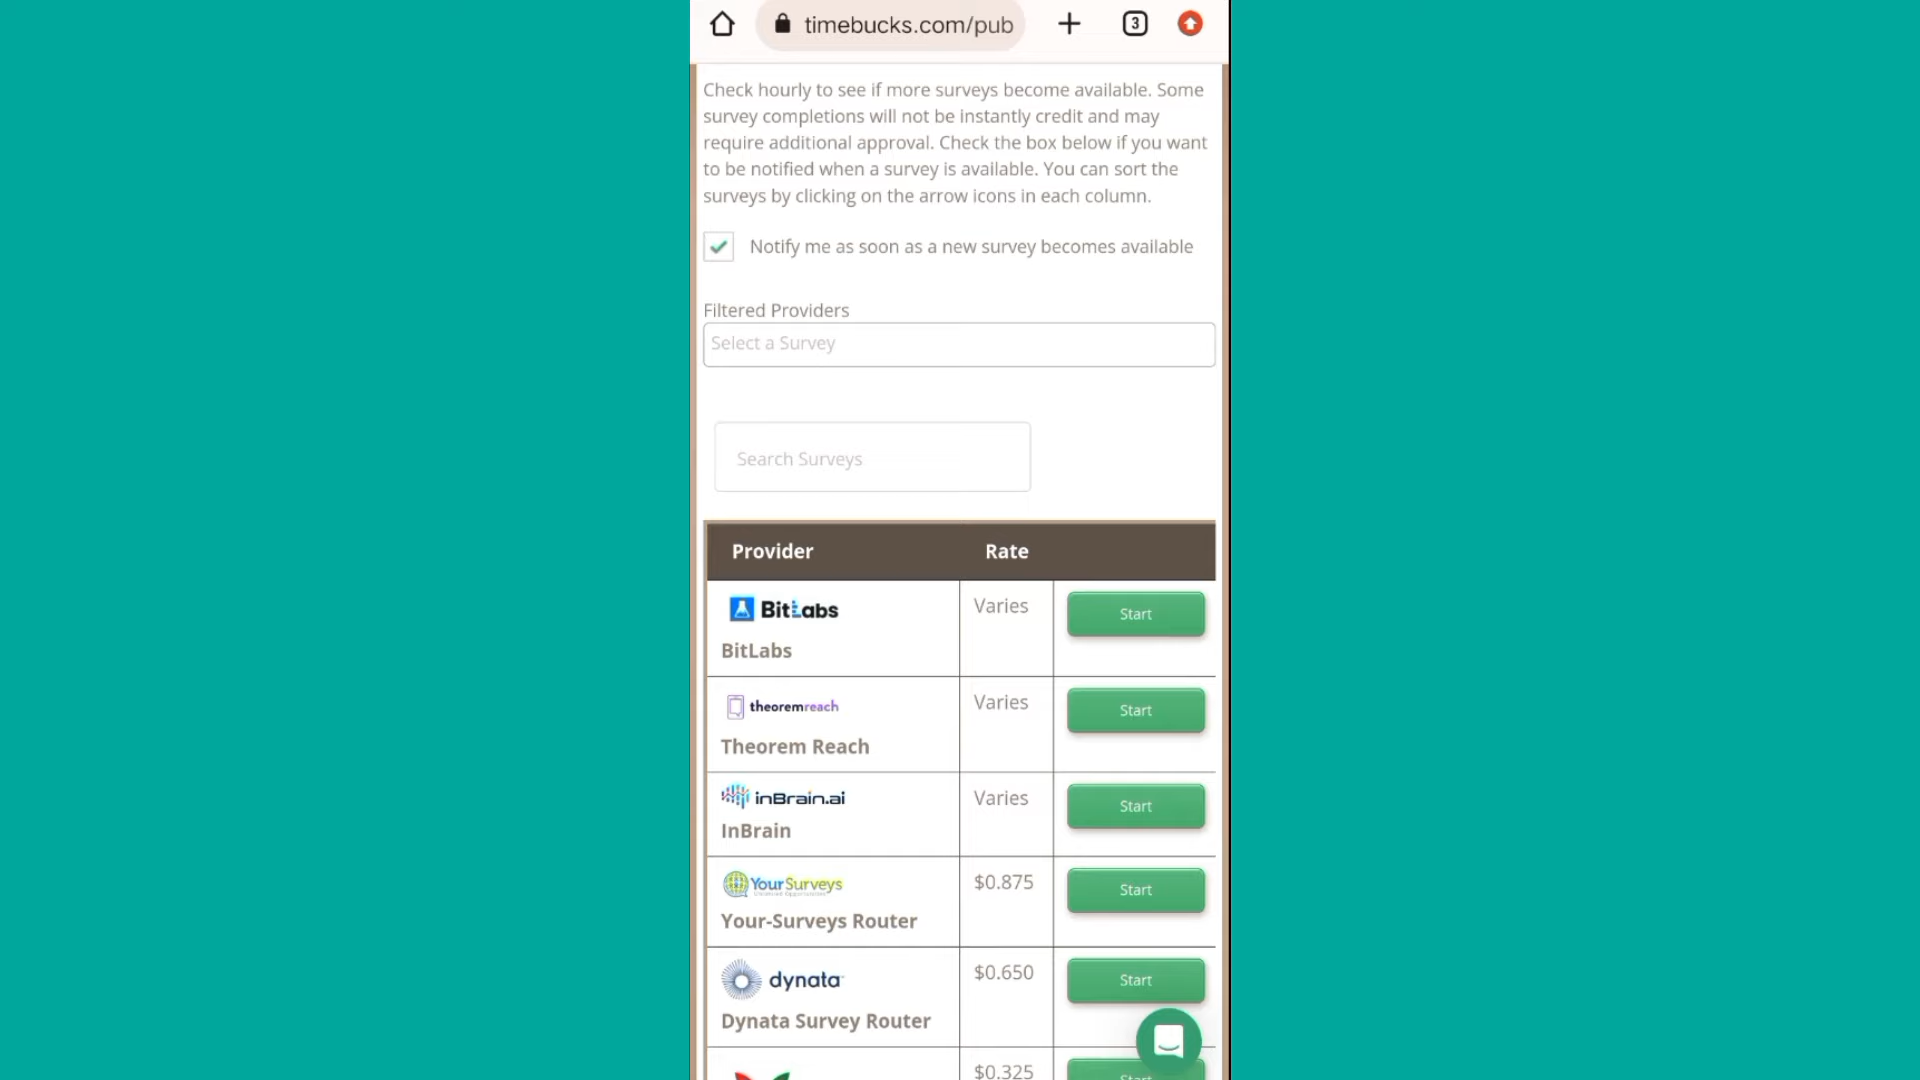 timebucks.com/pub
3
Check hourly to see if more surveys become available. Some
survey completions will not be instantly credit and may
require additional approval. Check the box below if you want
to be notified when a survey is available. You can sort the
surveys by clicking on the arrow icons in each column.
Notify me as soon as a new survey becomes available
Filtered Providers
Select a Survey
Search Surveys
Provider Rate
BitLabs Varies Start
BitLabs
theoremreach Varies Start
Theorem Reach
inBrain.ai Varies Start
InBrain
YourSurveys $0.875 Start
Your-Surveys Router
dynata $0.650 Start
Dynata Survey Router
$0.325 Start